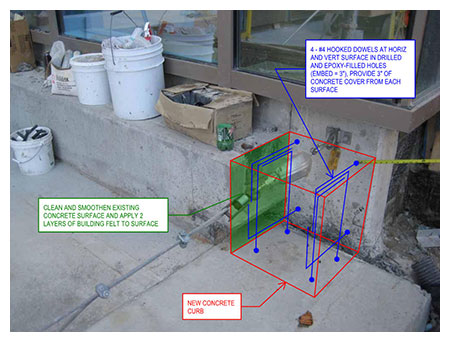 4 - #4 HOOKED DOWELS AT HORIZ
AND VERT SURFACE IN DRILLED
AND EPOXY-FILLED HOLES
(EMBED = 3"), PROVIDE 3" OF
CONCRETE COVER FROM EACH
SURFACE
CLEAN AND SMOOTHEN EXISTING
CONCRETE SURFACE AND APPLY 2
LAYERS OF BUILDING FELT TO SURFACE
NEW CONCRETE
CURB